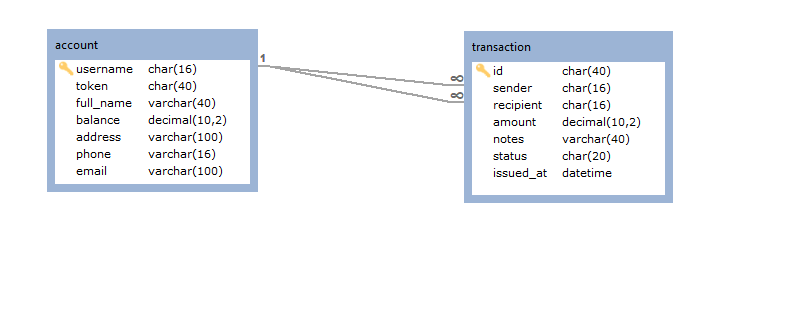 account
username char(16)
token char(40)
full_name varchar(40)
balance decimal(10,2)
address varchar(100)
phone varchar(16)
email varchar(100)
1
∞
∞
transaction
id char(40)
sender char(16)
recipient char(16)
amount decimal(10,2)
notes varchar(40)
status char(20)
issued_at datetime